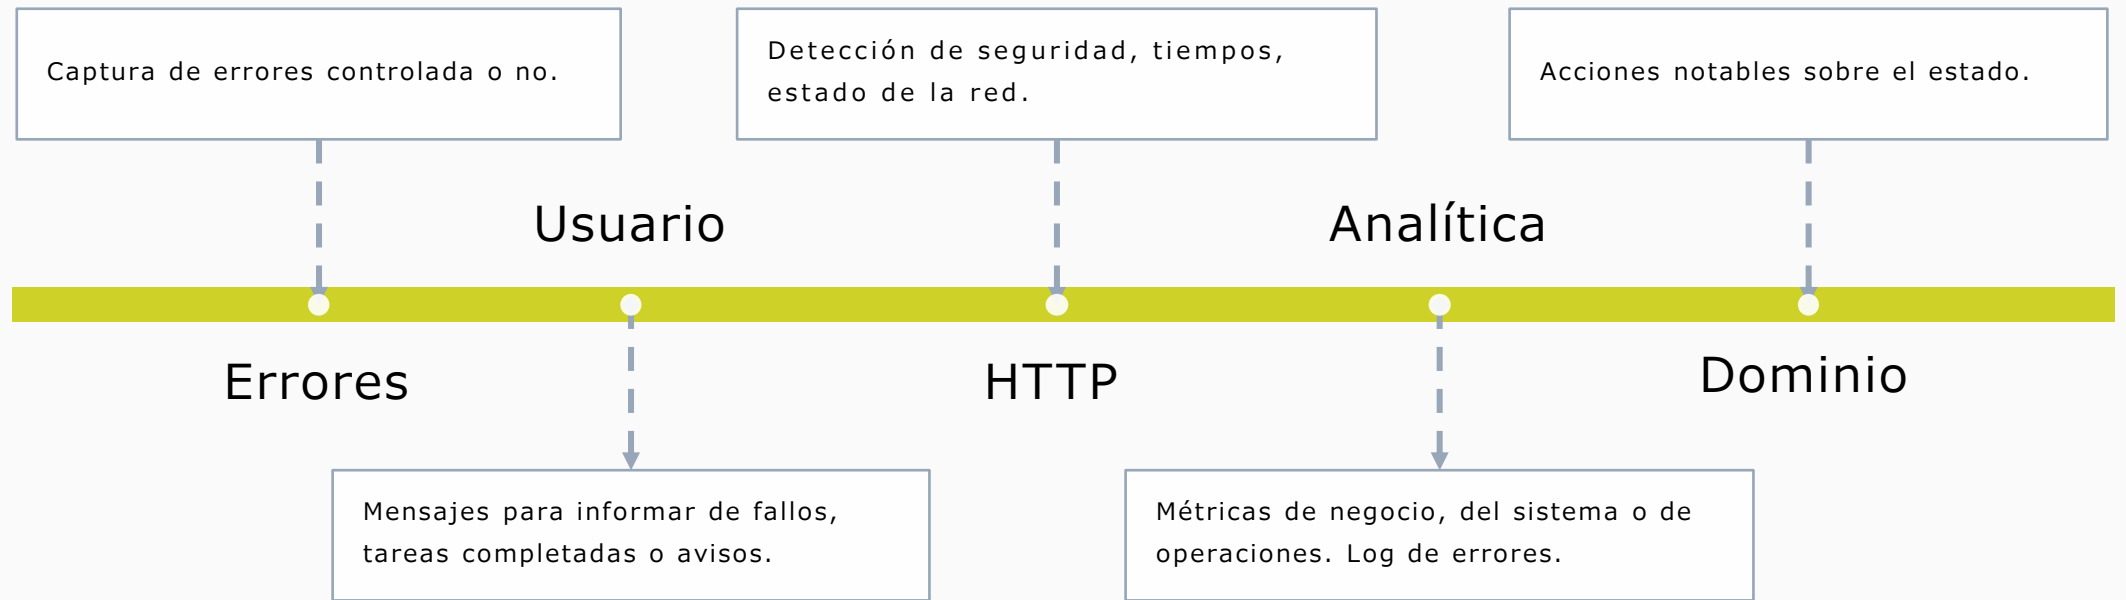 Captura de errores controlada o no.
Detección de seguridad, tiempos,
estado de la red.
Acciones notables sobre el estado.
Usuario
Analítica
Errores
HTTP
Dominio
Mensajes para informar de fallos,
tareas completadas o avisos.
Métricas de negocio, del sistema o de
operaciones. Log de errores.